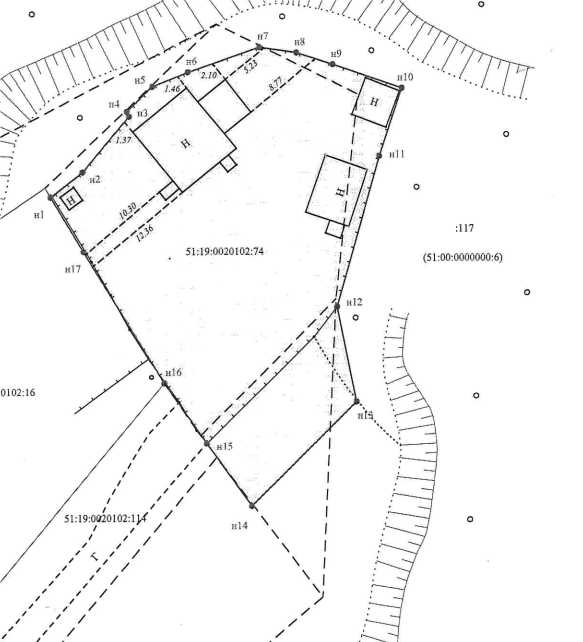 н7
н8
н9
н6
2.10
5.23
н10
н5
1.46
8.77
н4
н3
Н
Н
1.37
н11
н2
Н
Н
н1
10.30
12.36
:117
51:19:0020102:74
(51:00:0000000:6)
н17
н12
н16
0102:16
н13
н15
51:19:0020102:114
н14
Г